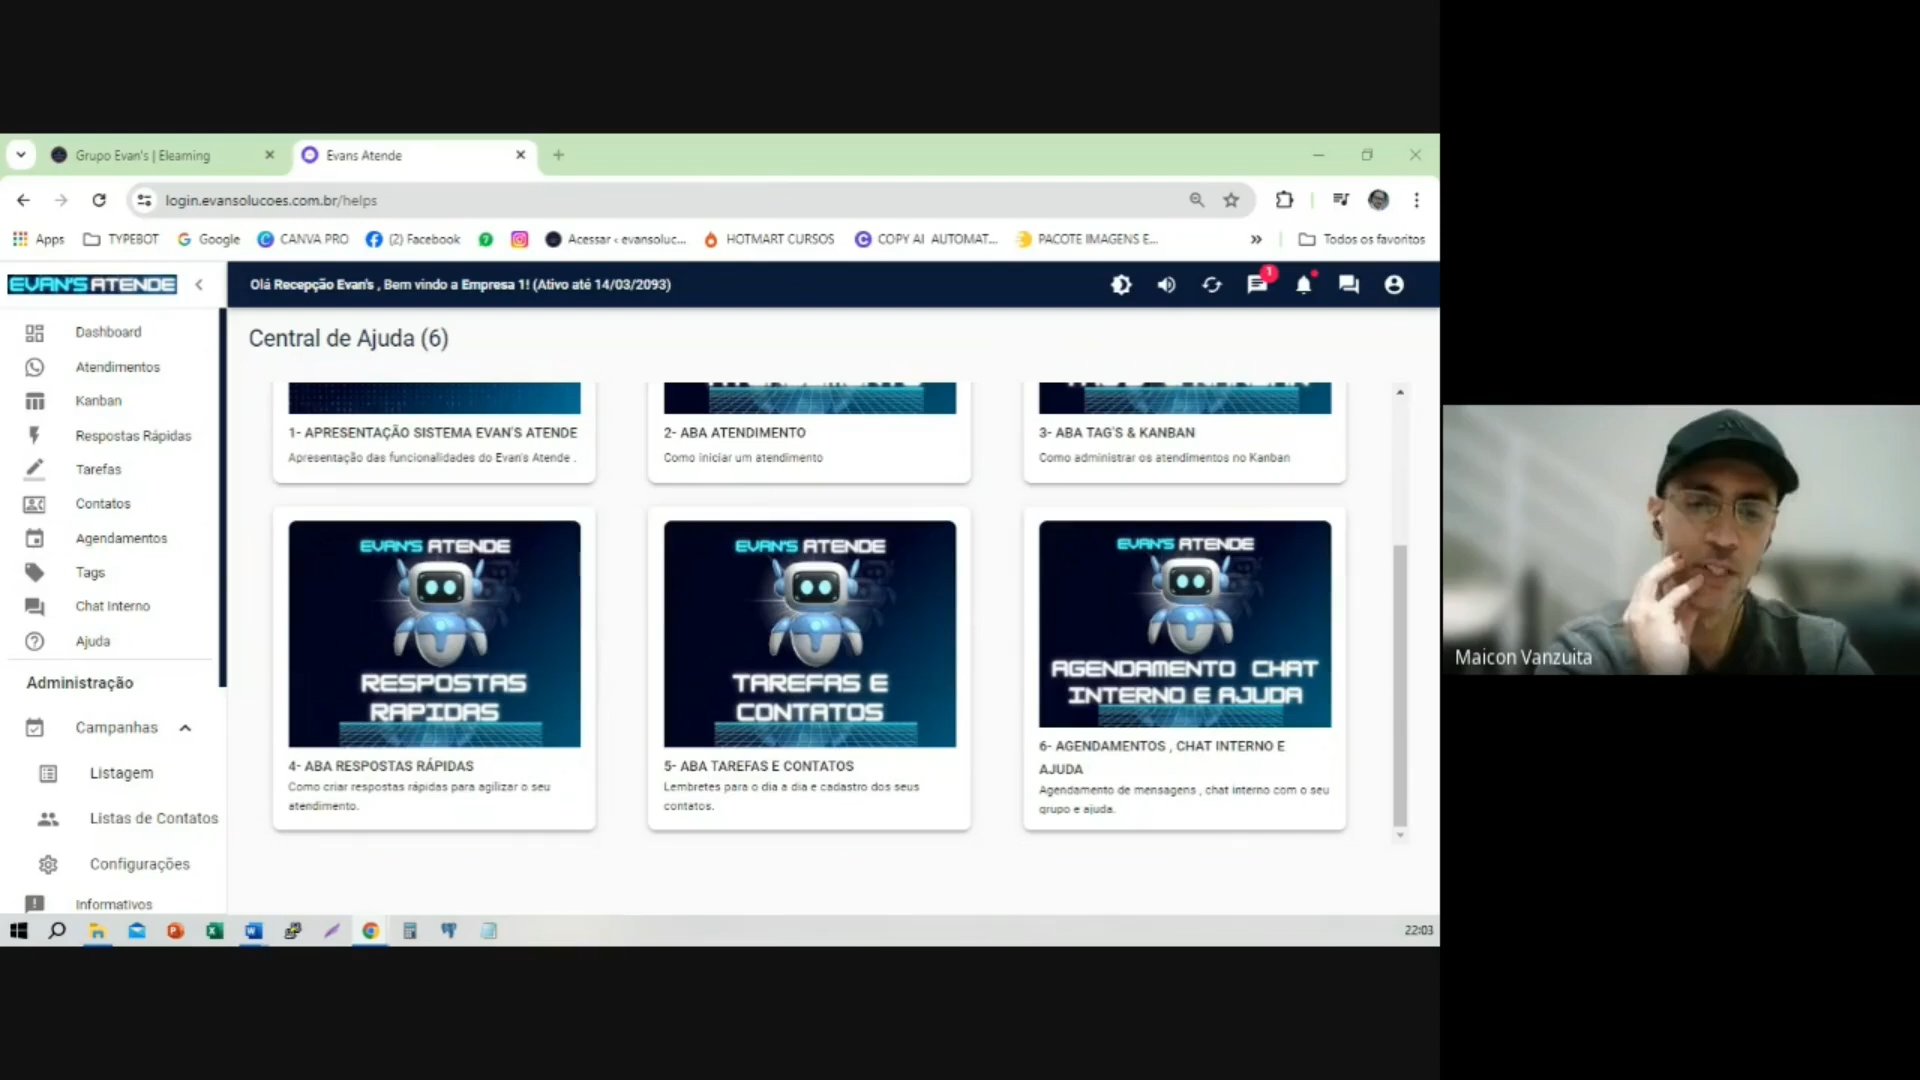 Grupo Evan's | Elearning
Evans Atende
login.evansolucoes.com.br/helps
Apps
TYPEBOT
Google
CANVA PRO
(2) Facebook
Acessar ‹ evansoluc...
HOTMART CURSOS
COPY AI AUTOMAT...
PACOTE IMAGENS E...
Todos os favoritos
EVAN'S ATENDE
Olá Recepção Evan's , Bem vindo a Empresa 1! (Ativo até 14/03/2093)
1
Dashboard
Atendimentos
Kanban
Respostas Rápidas
Tarefas
Contatos
Agendamentos
Tags
Chat Interno
Ajuda
Administração
Campanhas
Listagem
Listas de Contatos
Configurações
Informativos
Central de Ajuda (6)
1- APRESENTAÇÃO SISTEMA EVAN'S ATENDE
Apresentação das funcionalidades do Evan's Atende .
2- ABA ATENDIMENTO
Como iniciar um atendimento
3- ABA TAG'S & KANBAN
Como administrar os atendimentos no Kanban
EVAN'S ATENDE
RESPOSTAS
RAPIDAS
4- ABA RESPOSTAS RÁPIDAS
Como criar respostas rápidas para agilizar o seu
atendimento.
EVAN'S ATENDE
TAREFAS E
CONTATOS
5- ABA TAREFAS E CONTATOS
Lembretes para o dia a dia e cadastro dos seus
contatos.
EVAN'S ATENDE
AGENDAMENTO CHAT
INTERNO E AJUDA
6- AGENDAMENTOS , CHAT INTERNO E
AJUDA
Agendamento de mensagens , chat interno com o seu
grupo e ajuda.
22:03
Maicon Vanzuita